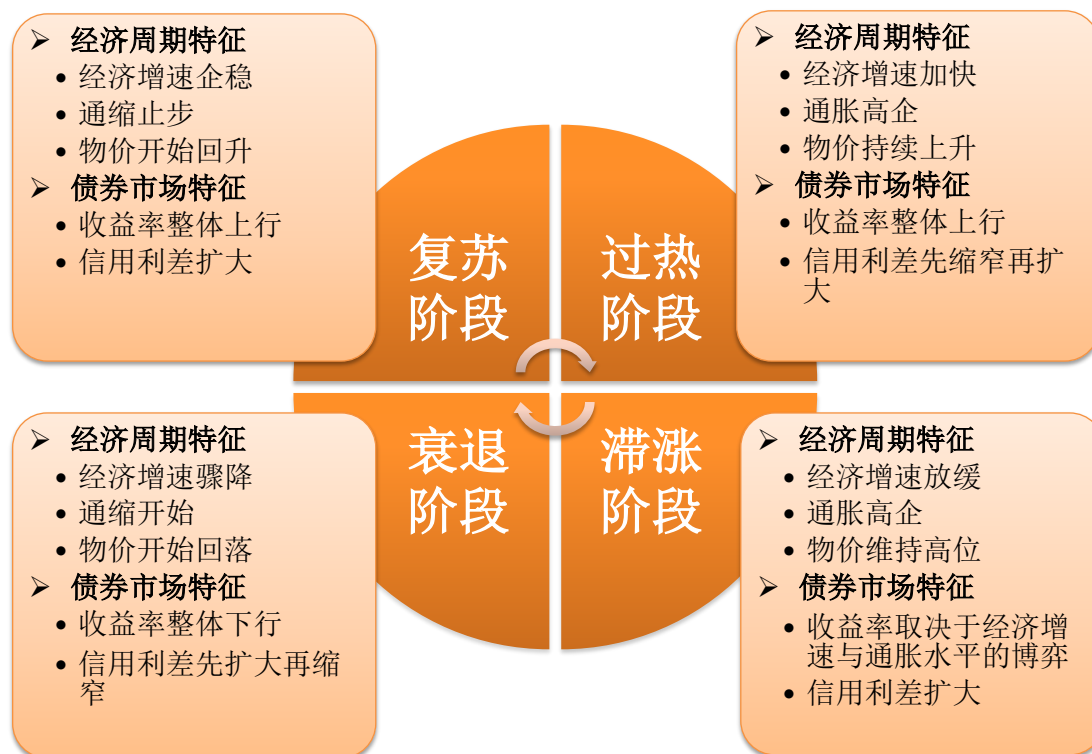 ➢ 经济周期特征
• 经济增速企稳
• 通缩止步
• 物价开始回升
➢ 债券市场特征
• 收益率整体上行
• 信用利差扩大
➢ 经济周期特征
• 经济增速加快
• 通胀高企
• 物价持续上升
➢ 债券市场特征
• 收益率整体上行
• 信用利差先缩窄再扩
大
复苏
阶段
过热
阶段
衰退
阶段
滞涨
阶段
➢ 经济周期特征
• 经济增速骤降
• 通缩开始
• 物价开始回落
➢ 债券市场特征
• 收益率整体下行
• 信用利差先扩大再缩
窄
➢ 经济周期特征
• 经济增速放缓
• 通胀高企
• 物价维持高位
➢ 债券市场特征
• 收益率取决于经济增
速与通胀水平的博弈
• 信用利差扩大